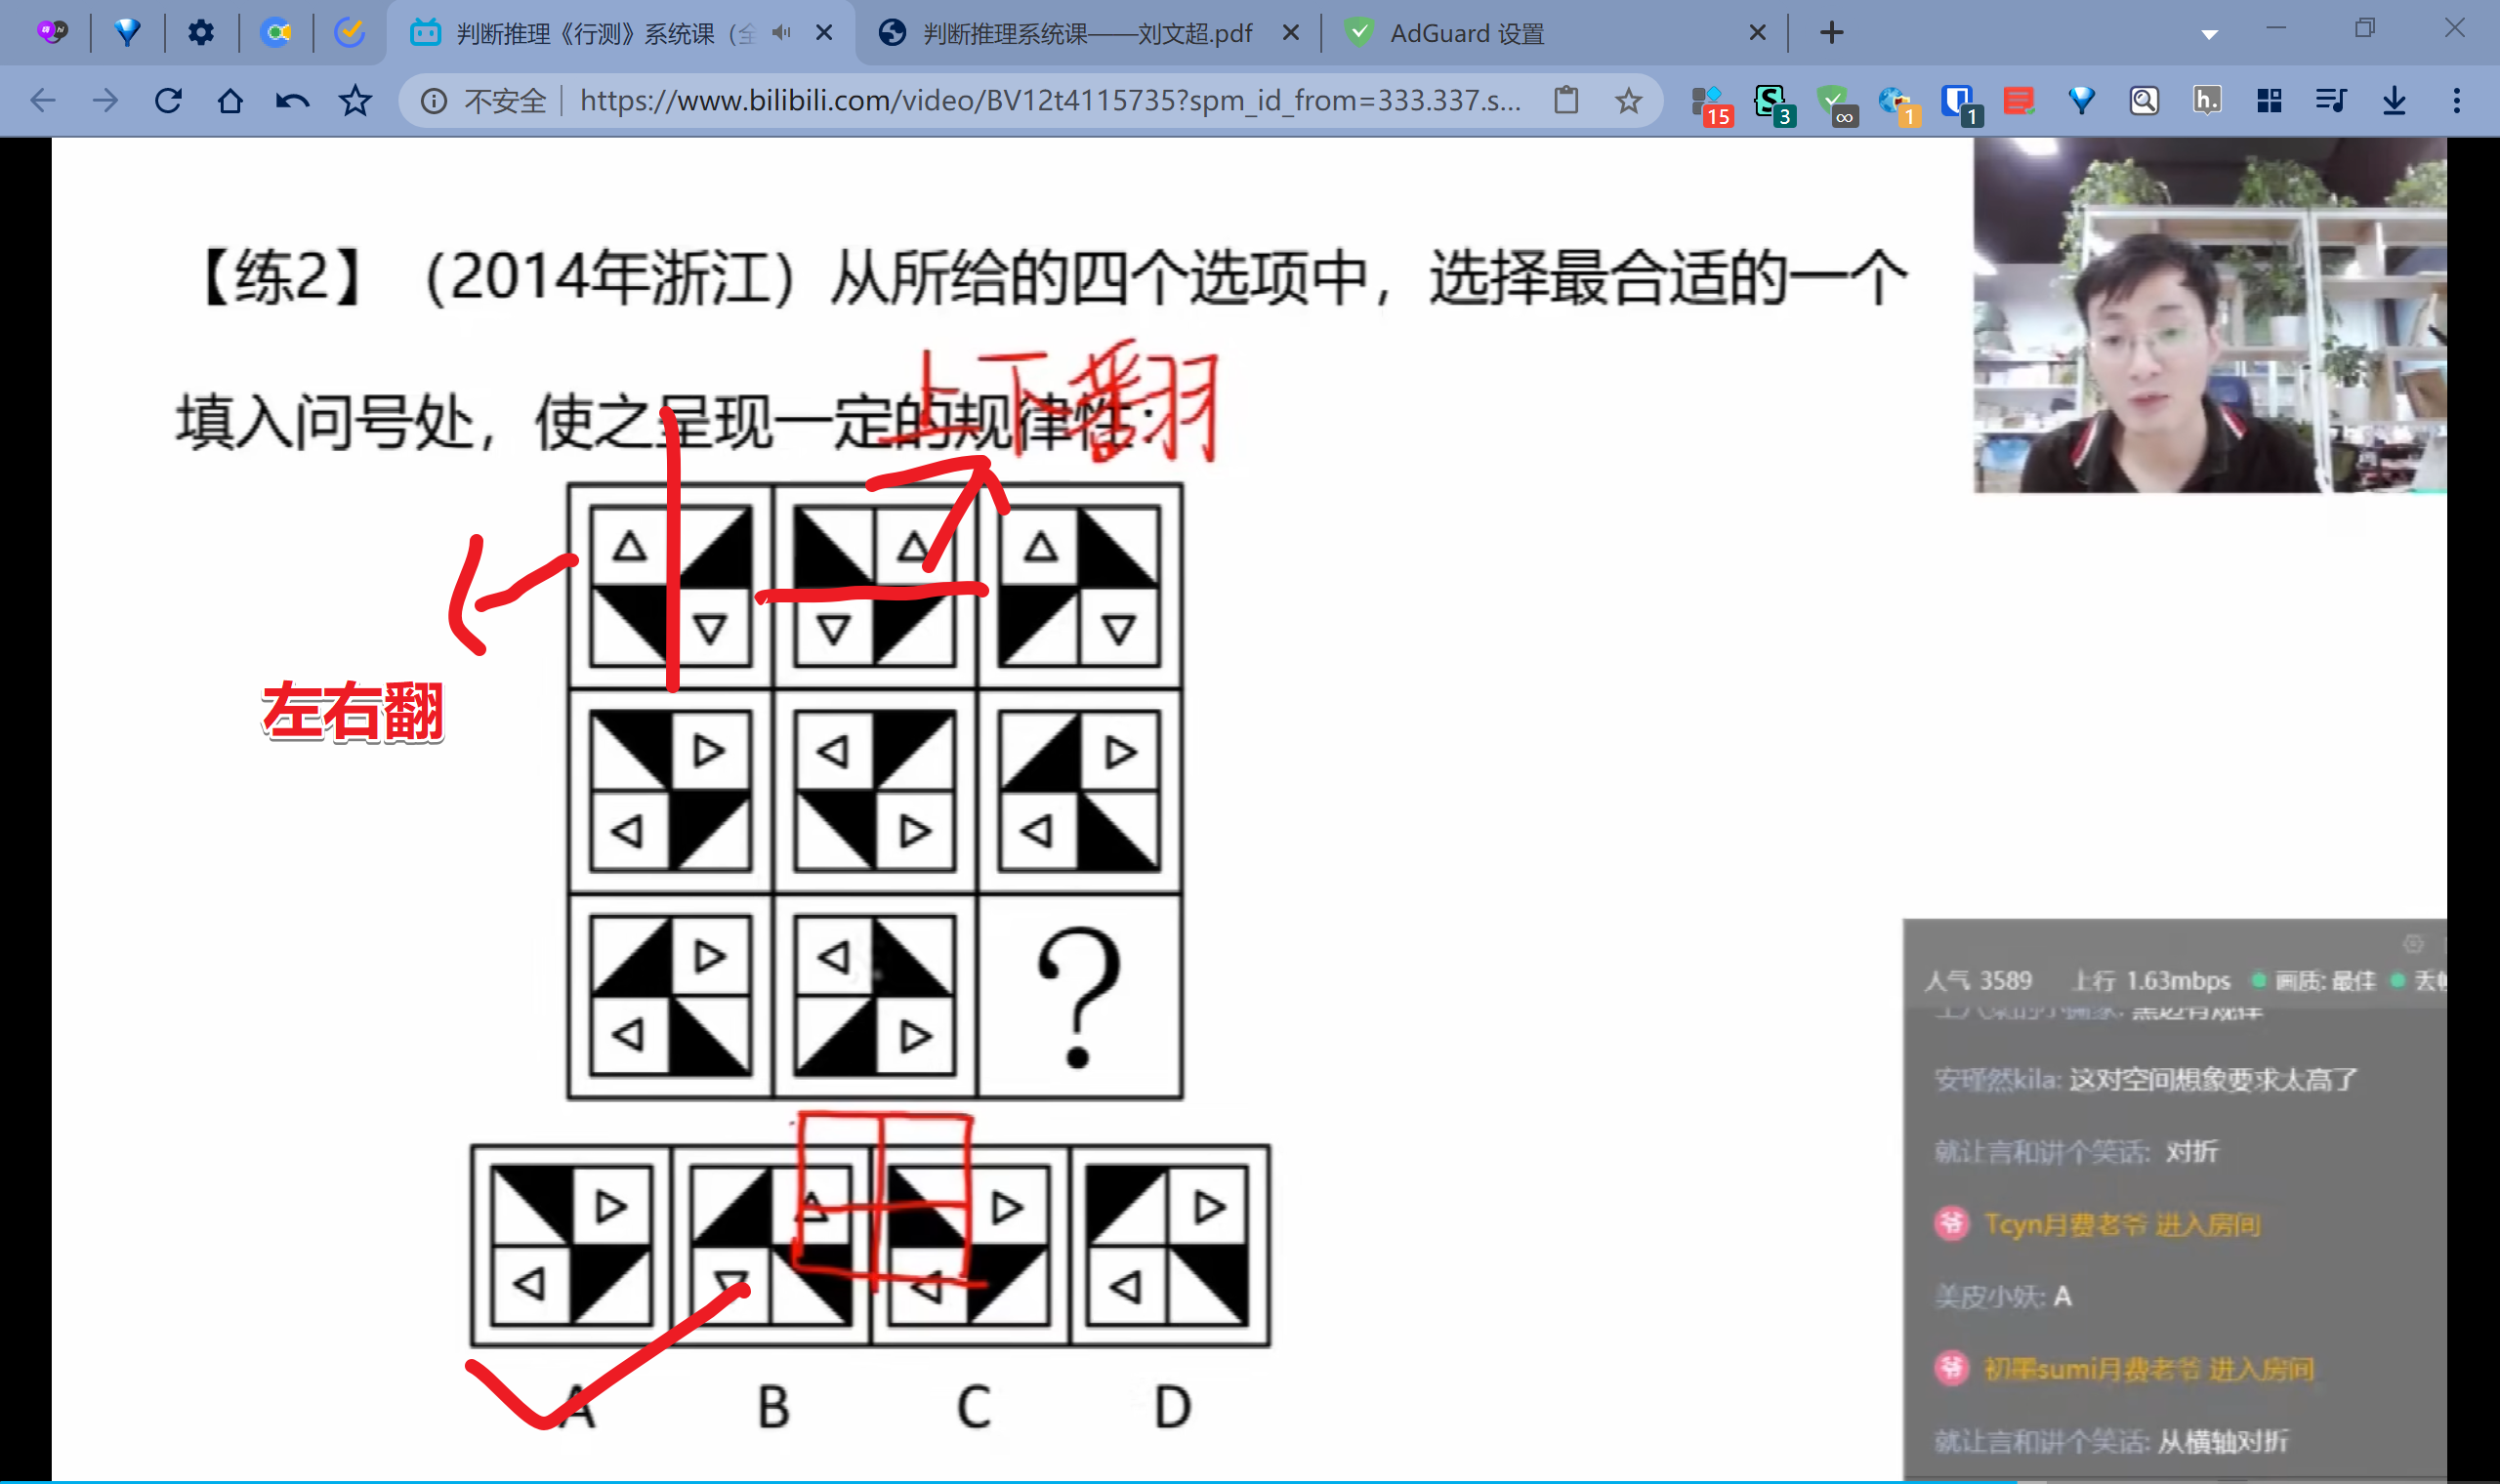 判断推理《行测》系统课（全
判断推理系统课——刘文超.pdf
AdGuard 设置
不安全
https://www.bilibili.com/video/BV12t4115735?spm_id_from=333.337.s...
15
3
∞
1
1
h.
【练2】（2014年浙江）从所给的四个选项中，选择最合适的一个
上下翻
填入问号处，使之呈现一定的规律性：
左右翻
?
A
B
C
D
人气 3589 上行 1.63mbps 画质: 最佳
黑边有规律
安瑾然kila: 这对空间想象要求太高了
就让言和讲个笑话: 对折
爷 Tcyn月费老爷 进入房间
美皮小妖: A
爷 初墨sumi月费老爷 进入房间
就让言和讲个笑话: 从横轴对折